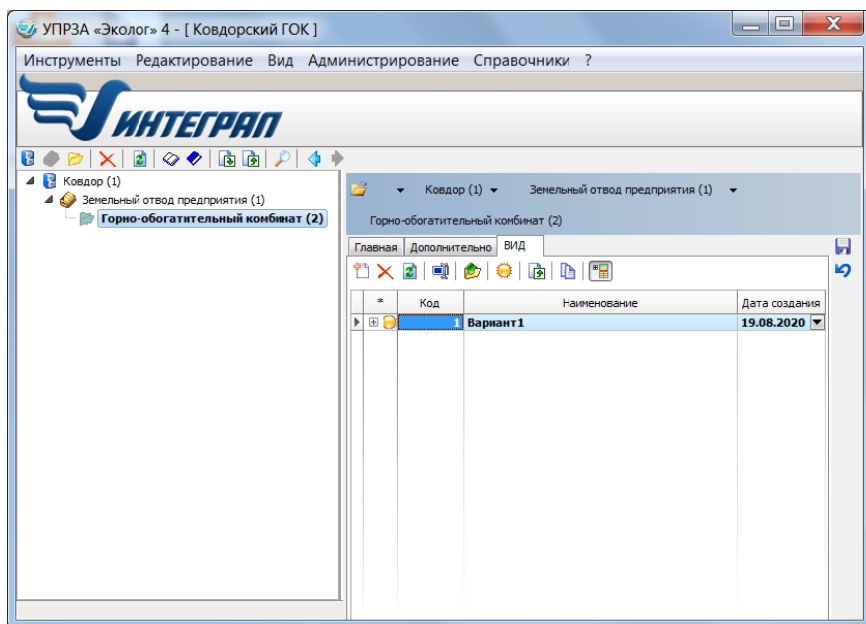 УПРЗА «Эколог» 4 - [ Ковдорский ГОК ]
Инструменты Редактирование Вид Администрирование Справочники ?
ИНТЕГРАЛ
Ковдор (1)
Земельный отвод предприятия (1)
Горно-обогатительный комбинат (2)
Ковдор (1) Земельный отвод предприятия (1)
Горно-обогатительный комбинат (2)
Главная Дополнительно ВИД
* Код Наименование Дата создания
1 Вариант1 19.08.2020